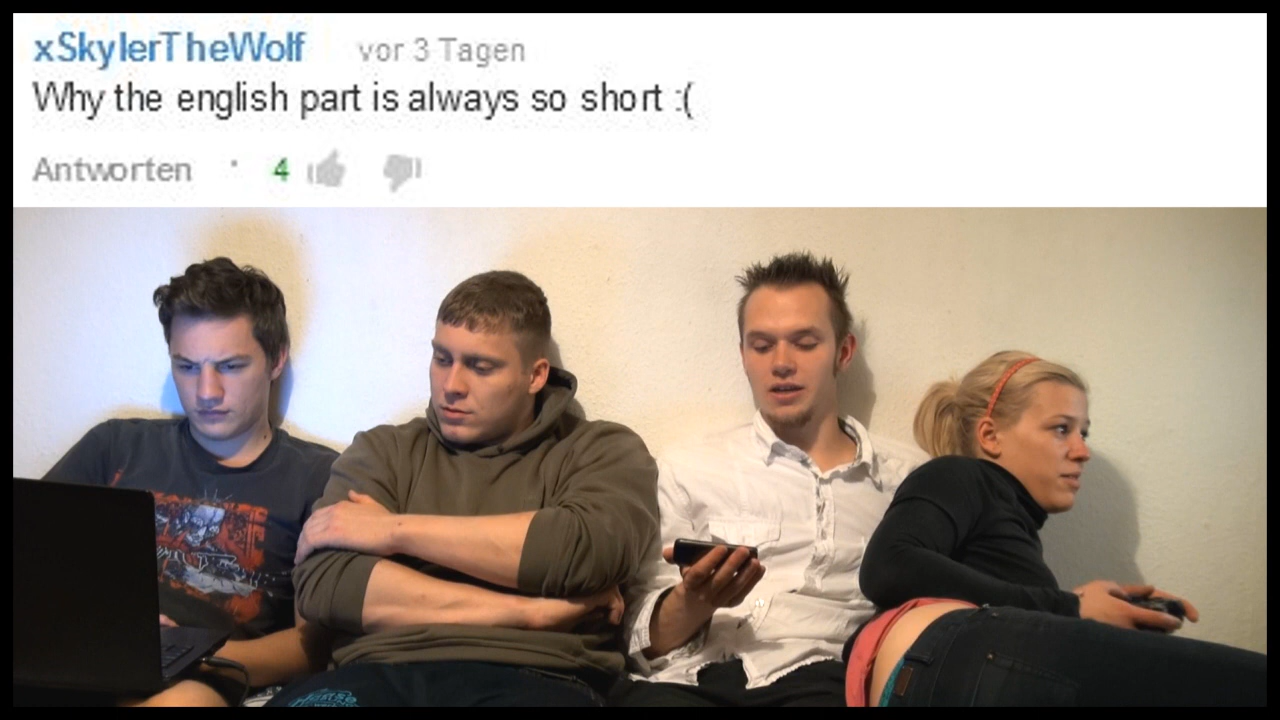 xSkylerTheWolf vor 3 Tagen
Why the english part is always so short :(
Antworten · 4